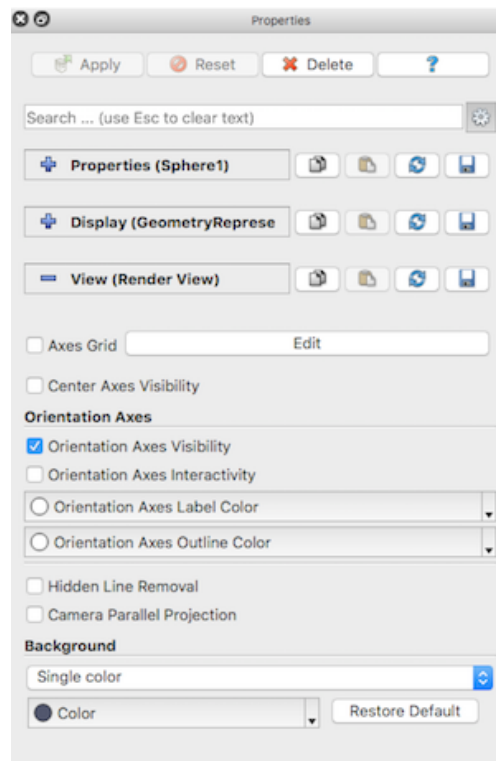 Properties
Apply Reset Delete ?
Search ... (use Esc to clear text)
Properties (Sphere1)
Display (GeometryReprese
View (Render View)
Axes Grid Edit
Center Axes Visibility
Orientation Axes
Orientation Axes Visibility
Orientation Axes Interactivity
Orientation Axes Label Color
Orientation Axes Outline Color
Hidden Line Removal
Camera Parallel Projection
Background
Single color
Color Restore Default